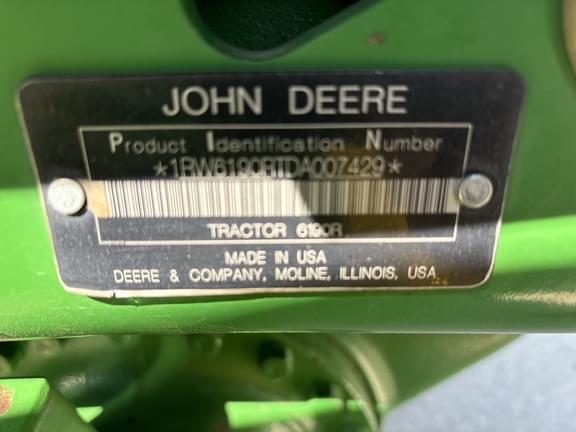 JOHN DEERE
Product Identification Number
*1RW6190RTDA007429*
TRACTOR 6190R
MADE IN USA
DEERE & COMPANY, MOLINE, ILLINOIS, USA